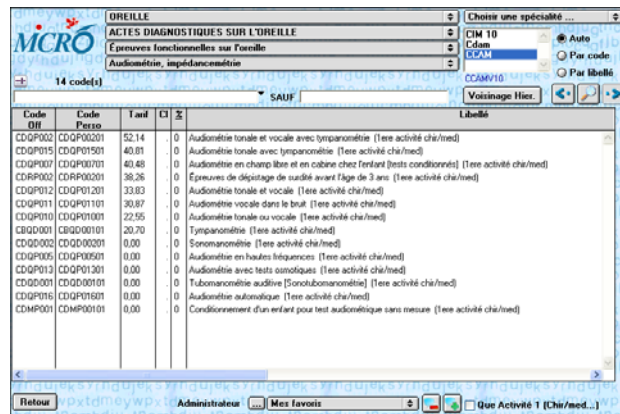 OREILLE
Choisir une spécialité ...
ACTES DIAGNOSTIQUES SUR L'OREILLE
CIM 10
Cdam
CCAM
Auto
MICRO
Épreuves fonctionnelles sur l'oreille
Par code
Audiométrie, impédancemétrie
Par libellé
14 code(s)
CCAMV10
SAUF
Voisinage Hier.
Code Off Code Perso Tarif CI Σ Libellé
CDQP002 CDQP00201 52,14 . 0 Audiométrie tonale et vocale avec tympanométrie (1ere activité chir/med)
CDQP015 CDQP01501 40,81 . 0 Audiométrie tonale avec tympanométrie (1ere activité chir/med)
CDQP007 CDQP00701 40,48 . 0 Audiométrie en champ libre et en cabine chez l'enfant [tests conditionnés] (1ere activité chir/med)
CDRP002 CDRP00201 38,26 . 0 Épreuves de dépistage de surdité avant l'âge de 3 ans (1ere activité chir/med)
CDQP012 CDQP01201 33,83 . 0 Audiométrie tonale et vocale (1ere activité chir/med)
CDQP011 CDQP01101 30,87 . 0 Audiométrie vocale dans le bruit (1ere activité chir/med)
CDQP010 CDQP01001 22,55 . 0 Audiométrie tonale ou vocale (1ere activité chir/med)
CBQD001 CBQD00101 20,70 . 0 Tympanométrie (1ere activité chir/med)
CDQD002 CDQD00201 0,00 . 0 Sonomanométrie (1ere activité chir/med)
CDQP005 CDQP00501 0,00 . 0 Audiométrie en hautes fréquences (1ere activité chir/med)
CDQP013 CDQP01301 0,00 . 0 Audiométrie avec tests osmotiques (1ere activité chir/med)
CDQD001 CDQD00101 0,00 . 0 Tubomanométrie auditive [Sonotubomanométrie] (1ere activité chir/med)
CDQP016 CDQP01601 0,00 . 0 Audiométrie automatique (1ere activité chir/med)
CDMP001 CDMP00101 0,00 . 0 Conditionnement d'un enfant pour test audiométrique sans mesure (1ere activité chir/med)
Retour
Administrateur ... Mes favoris
Que Activité 1 (Chir/med...)